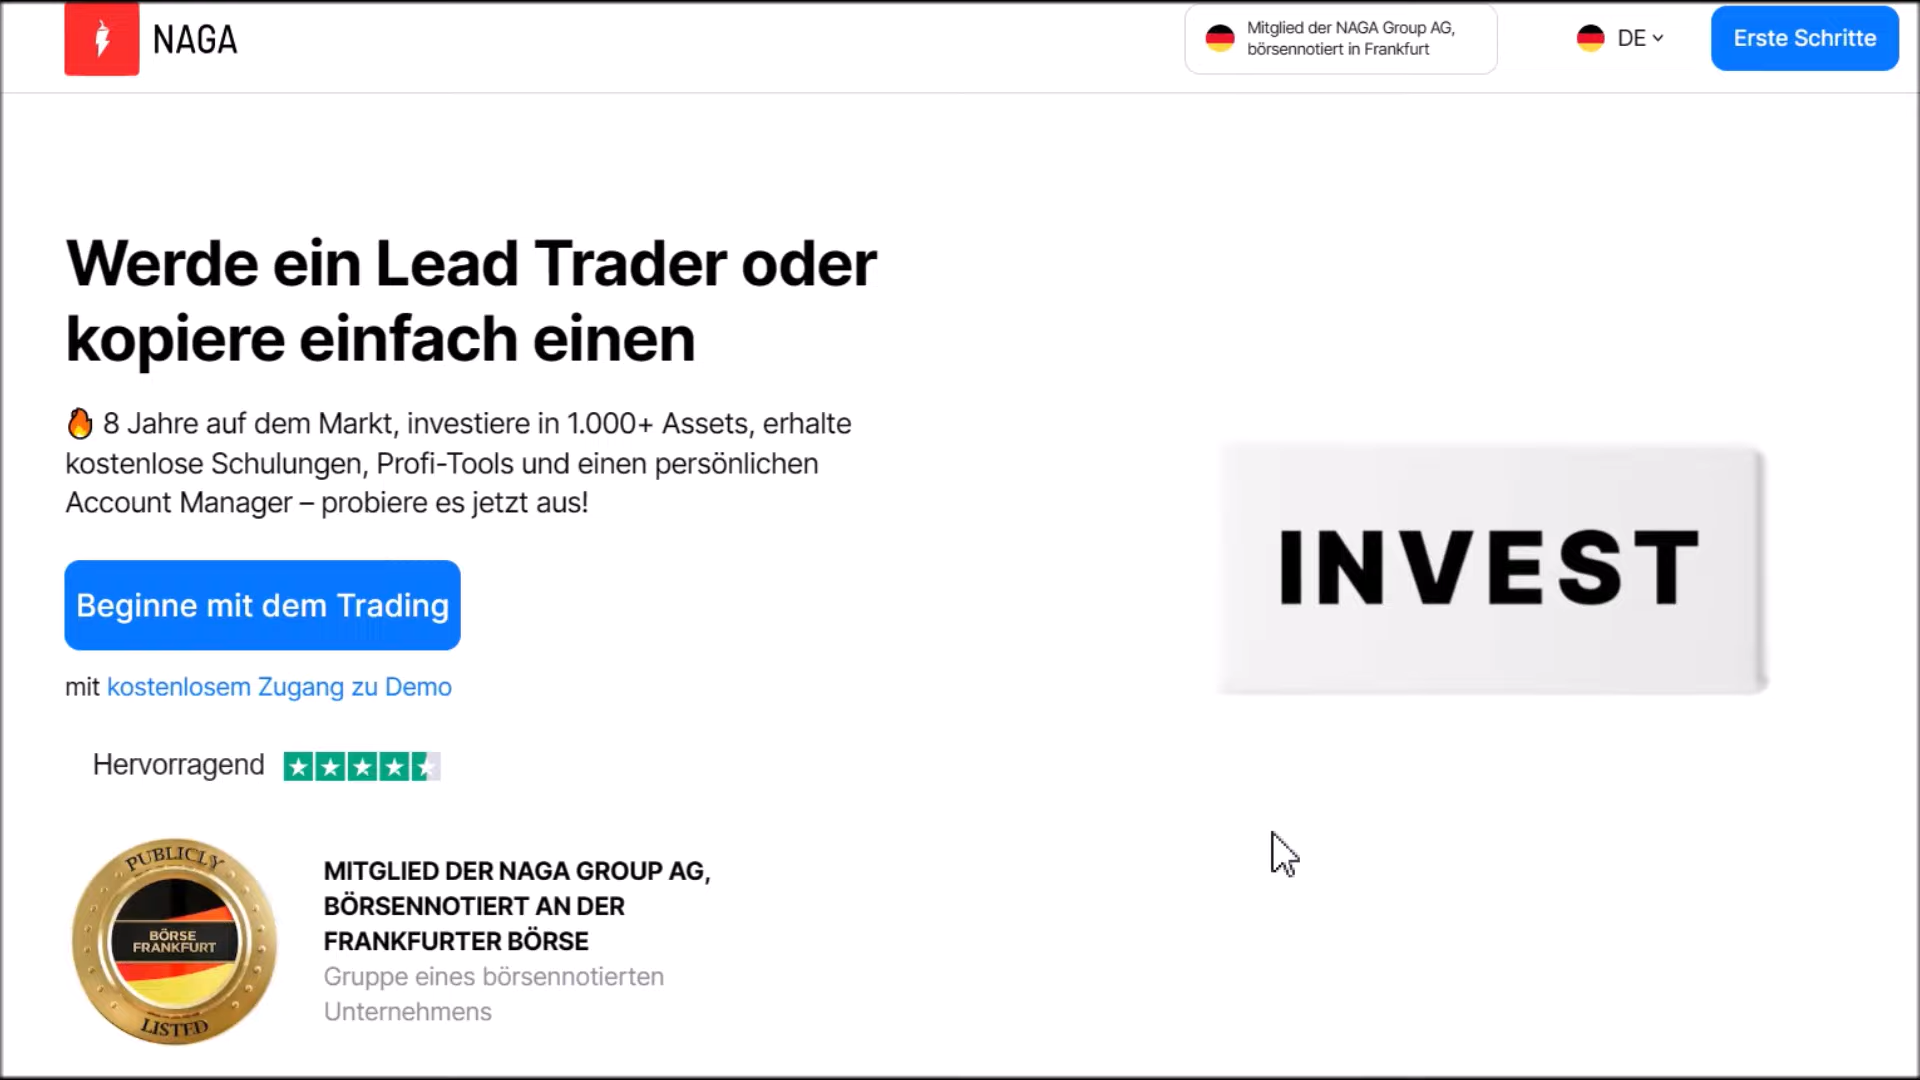 NAGA
Mitglied der NAGA Group AG,
börsennotiert in Frankfurt
DE
Erste Schritte
Werde ein Lead Trader oder
kopiere einfach einen
🔥 8 Jahre auf dem Markt, investiere in 1.000+ Assets, erhalte
kostenlose Schulungen, Profi-Tools und einen persönlichen
Account Manager – probiere es jetzt aus!
INVEST
Beginne mit dem Trading
mit kostenlosem Zugang zu Demo
Hervorragend
PUBLICLY
BÖRSE
FRANKFURT
LISTED
MITGLIED DER NAGA GROUP AG,
BÖRSENNOTIERT AN DER
FRANKFURTER BÖRSE
Gruppe eines börsennotierten
Unternehmens